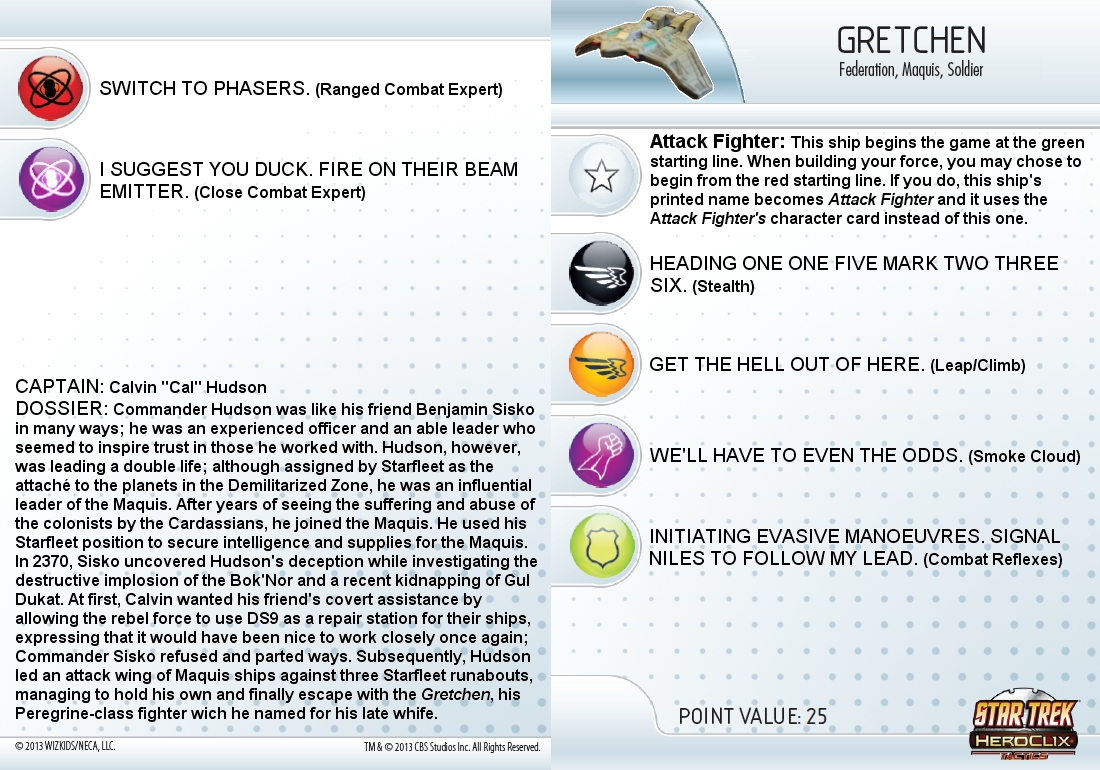 SWITCH TO PHASERS. (Ranged Combat Expert)
I SUGGEST YOU DUCK. FIRE ON THEIR BEAM
EMITTER. (Close Combat Expert)
CAPTAIN: Calvin "Cal" Hudson
DOSSIER: Commander Hudson was like his friend Benjamin Sisko
in many ways; he was an experienced officer and an able leader who
seemed to inspire trust in those he worked with. Hudson, however,
was leading a double life; although assigned by Starfleet as the
attaché to the planets in the Demilitarized Zone, he was an influential
leader of the Maquis. After years of seeing the suffering and abuse of
the colonists by the Cardassians, he joined the Maquis. He used his
Starfleet position to secure intelligence and supplies for the Maquis.
In 2370, Sisko uncovered Hudson's deception while investigating the
destructive implosion of the Bok'Nor and a recent kidnapping of Gul
Dukat. At first, Calvin wanted his friend's covert assistance by
allowing the rebel force to use DS9 as a repair station for their ships,
expressing that it would have been nice to work closely once again;
Commander Sisko refused and parted ways. Subsequently, Hudson
led an attack wing of Maquis ships against three Starfleet runabouts,
managing to hold his own and finally escape with the Gretchen, his
Peregrine-class fighter wich he named for his late whife.
© 2013 WIZKIDS/NECA, LLC.
TM & © 2013 CBS Studios Inc. All Rights Reserved.
GRETCHEN
Federation, Maquis, Soldier
Attack Fighter: This ship begins the game at the green
starting line. When building your force, you may chose to
begin from the red starting line. If you do, this ship's
printed name becomes Attack Fighter and it uses the
Attack Fighter's character card instead of this one.
HEADING ONE ONE FIVE MARK TWO THREE
SIX. (Stealth)
GET THE HELL OUT OF HERE. (Leap/Climb)
WE'LL HAVE TO EVEN THE ODDS. (Smoke Cloud)
INITIATING EVASIVE MANOEUVRES. SIGNAL
NILES TO FOLLOW MY LEAD. (Combat Reflexes)
POINT VALUE: 25
STAR TREK
HEROCLIX
TACTICS